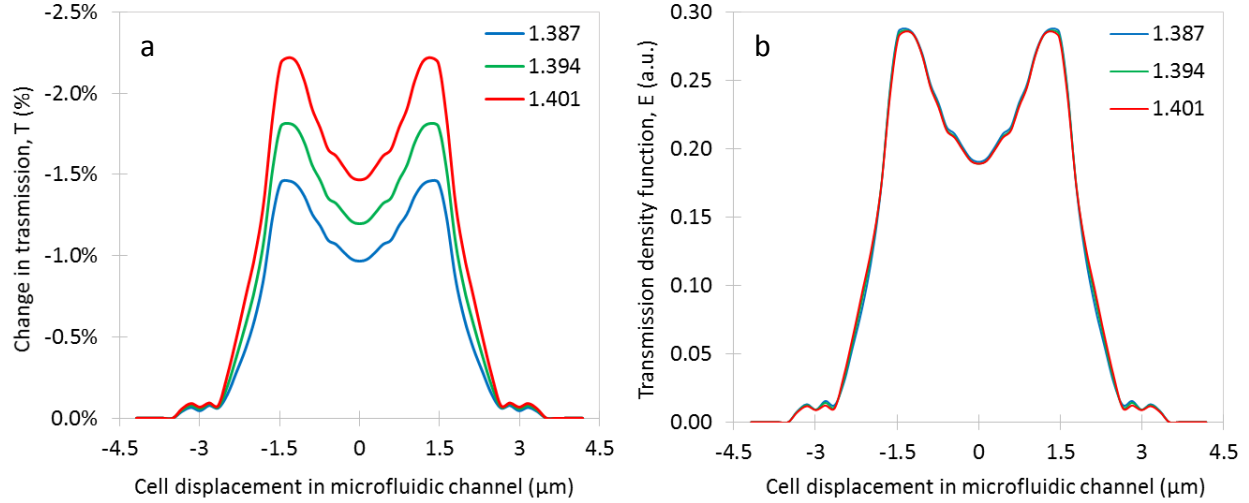 a
1.387
1.394
1.401
Change in trasmission, T (%)
-2.5%
-2.0%
-1.5%
-1.0%
-0.5%
0.0%
-4.5 -3 -1.5 0 1.5 3 4.5
Cell displacement in microfluidic channel (μm)
b
1.387
1.394
1.401
Transmission density function, E (a.u.)
0.30
0.25
0.20
0.15
0.10
0.05
0.00
-4.5 -3 -1.5 0 1.5 3 4.5
Cell displacement in microfluidic channel (μm)